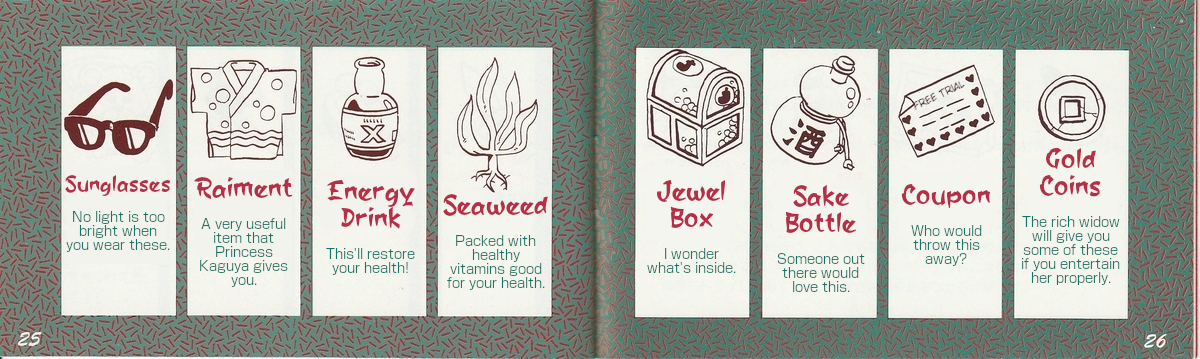 Sunglasses
No light is too
bright when
you wear these.
Raiment
A very useful
item that
Princess
Kaguya gives
you.
X
Energy
Drink
This'll restore
your health!
Seaweed
Packed with
healthy
vitamins good
for your health.
Jewel
Box
I wonder
what's inside.
酒
Sake
Bottle
Someone out
there would
love this.
FREE TRIAL
Coupon
Who would
throw this
away?
Gold
Coins
The rich widow
will give you
some of these
if you entertain
her properly.
25
26